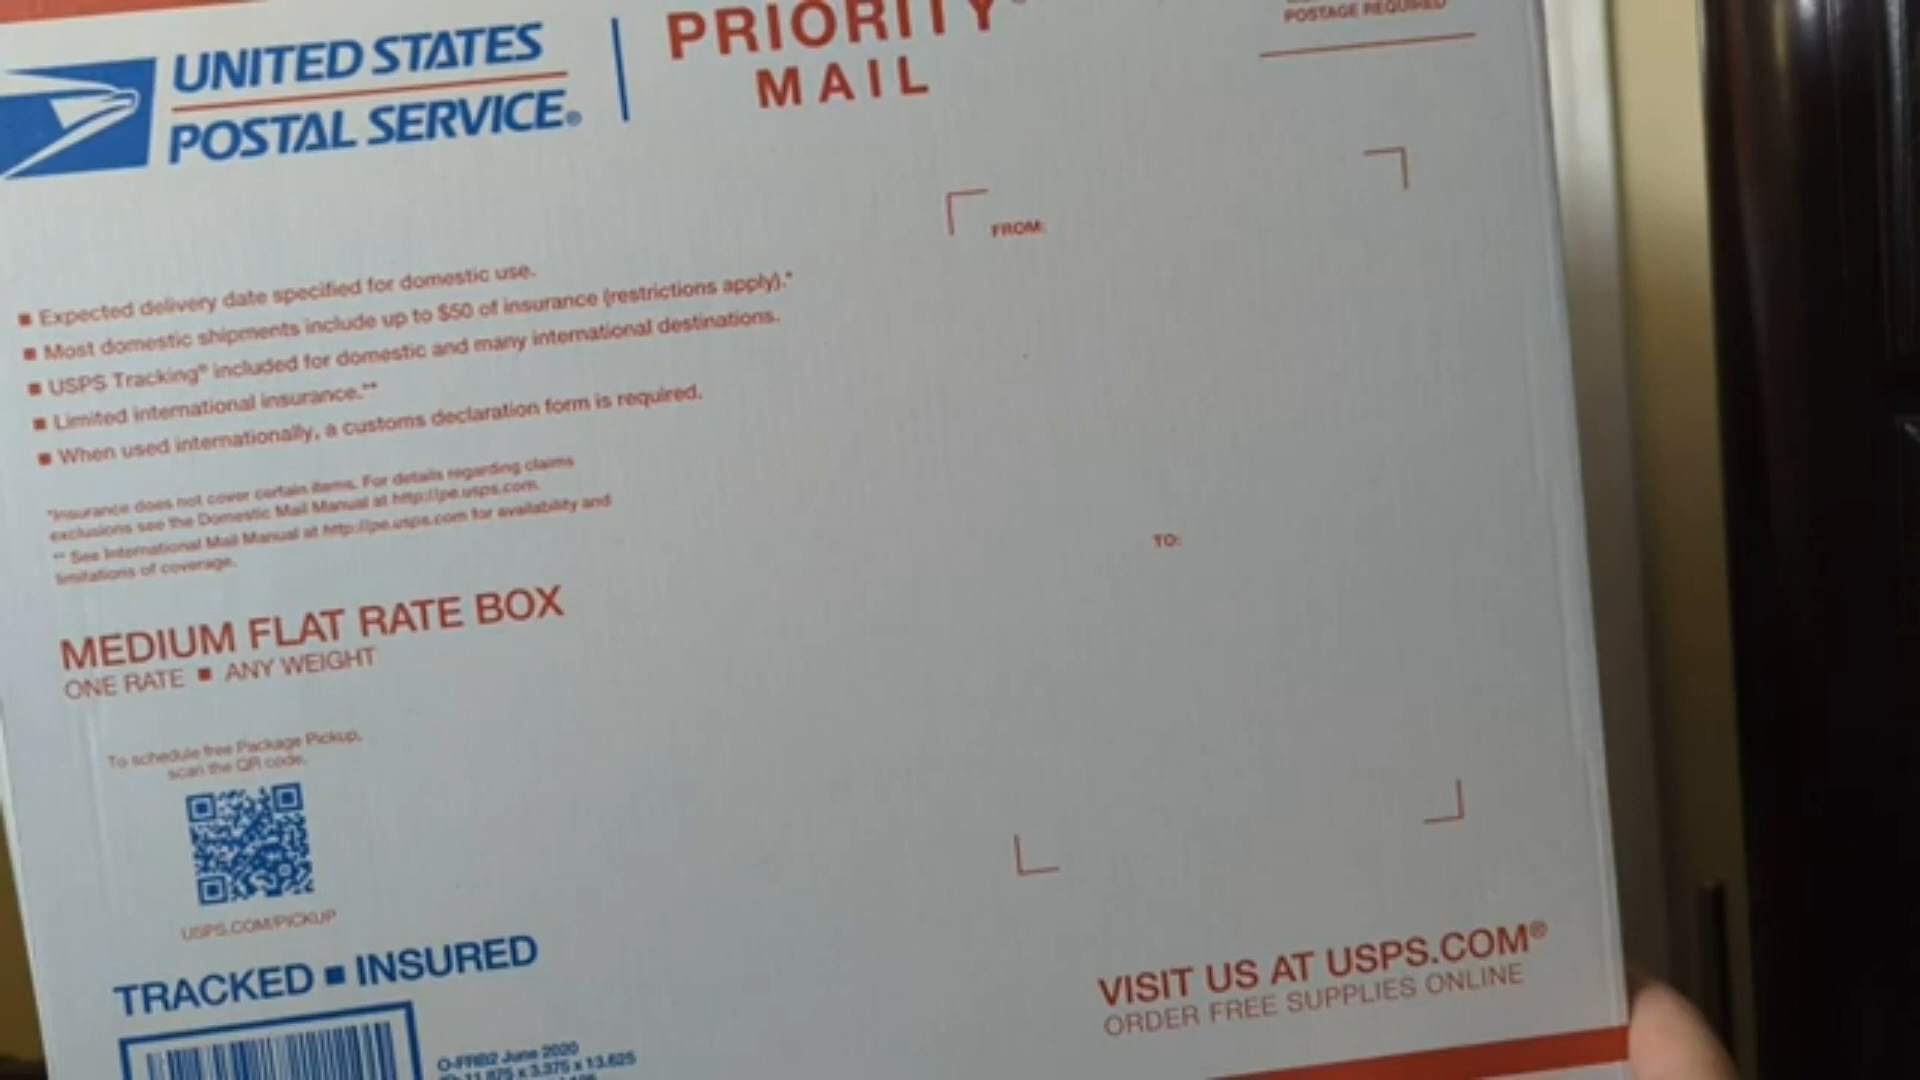 UNITED STATES
POSTAL SERVICE®
PRIORITY®
MAIL
POSTAGE REQUIRED
FROM:
■ Expected delivery date specified for domestic use.
■ Most domestic shipments include up to $50 of insurance (restrictions apply).*
■ USPS Tracking® included for domestic and many international destinations.
■ Limited international insurance.**
■ When used internationally, a customs declaration form is required.
*Insurance does not cover certain items. For details regarding claims
exclusions see the Domestic Mail Manual at http://pe.usps.com.
** See International Mail Manual at http://pe.usps.com for availability and
limitations of coverage.
TO:
MEDIUM FLAT RATE BOX
ONE RATE ■ ANY WEIGHT
To schedule free Package Pickup,
scan the QR code.
USPS.COM/PICKUP
TRACKED ■ INSURED
VISIT US AT USPS.COM®
ORDER FREE SUPPLIES ONLINE
O-FRB2 June 2020
11.875 x 3.375 x 13.625